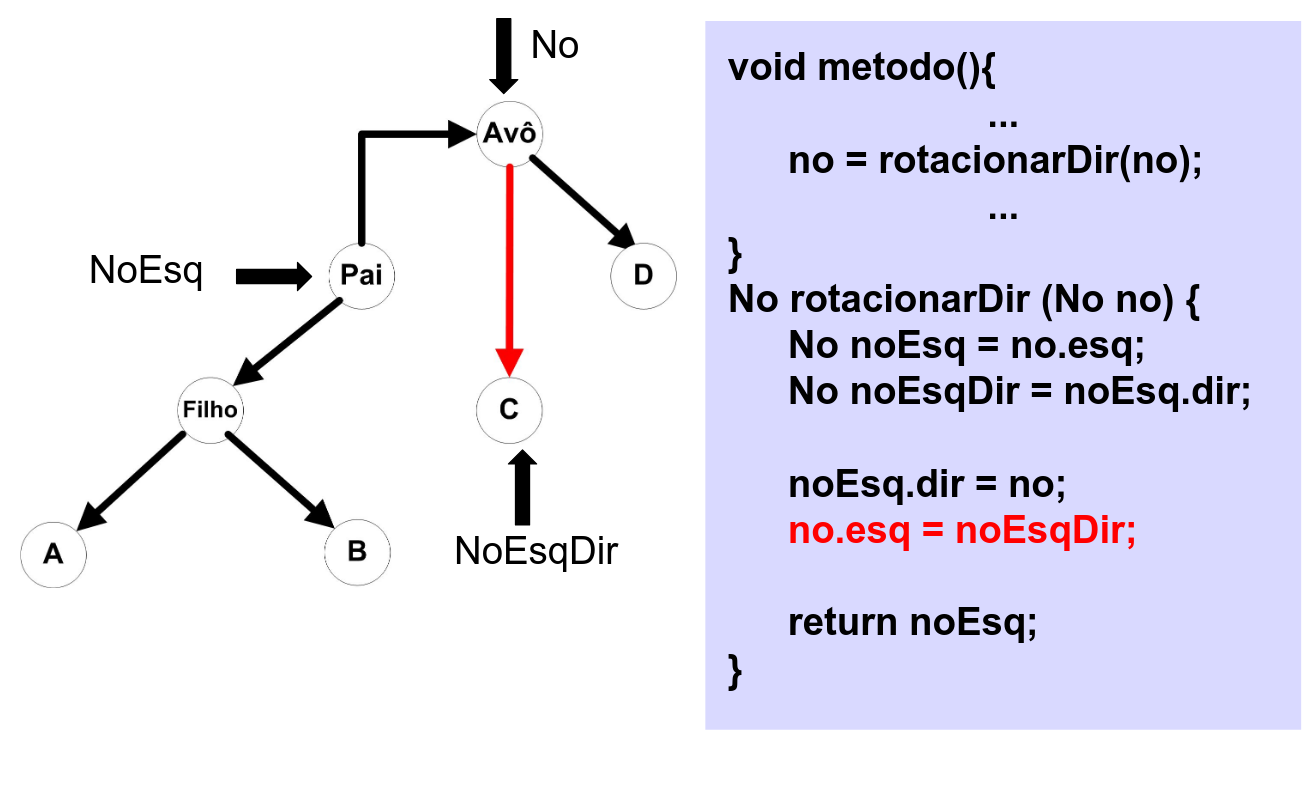 No
Avô
NoEsq
Pai
D
Filho
C
A
B
NoEsqDir
void metodo(){
...
no = rotacionarDir(no);
...
}
No rotacionarDir (No no) {
No noEsq = no.esq;
No noEsqDir = noEsq.dir;
noEsq.dir = no;
no.esq = noEsqDir;
return noEsq;
}